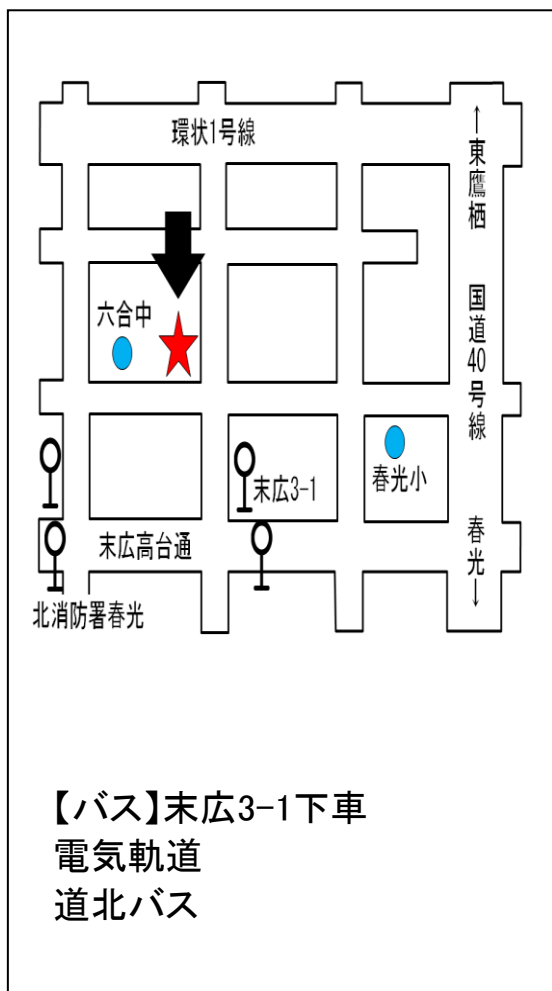 環状1号線
↑東鷹栖
国道40号線
六合中
末広3-1
春光小
末広高台通
春光↓
北消防署春光
【バス】末広3-1下車
電気軌道
道北バス